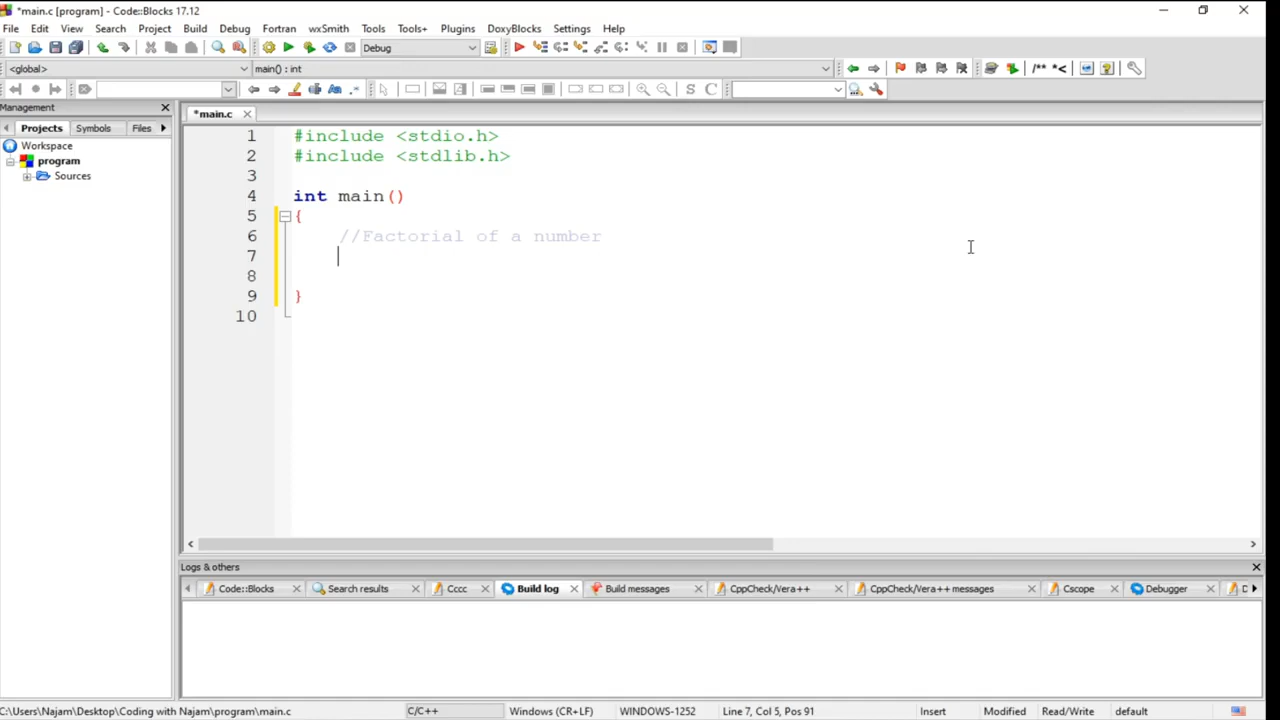 *main.c [program] - Code::Blocks 17.12
File Edit View Search Project Build Debug Fortran wxSmith Tools Tools+ Plugins DoxyBlocks Settings Help
Debug
<global> main() : int /** *<
.* S C
Management
Projects Symbols Files
Workspace
program
Sources
*main.c
1 #include <stdio.h>
2 #include <stdlib.h>
3
4 int main()
5 {
6 //Factorial of a number
7
8
9 }
10
Logs & others
Code::Blocks Search results Cccc Build log Build messages CppCheck/Vera++ CppCheck/Vera++ messages Cscope Debugger D
C:\Users\Najam\Desktop\Coding with Najam\program\main.c C/C++ Windows (CR+LF) WINDOWS-1252 Line 7, Col 5, Pos 91 Insert Modified Read/Write default